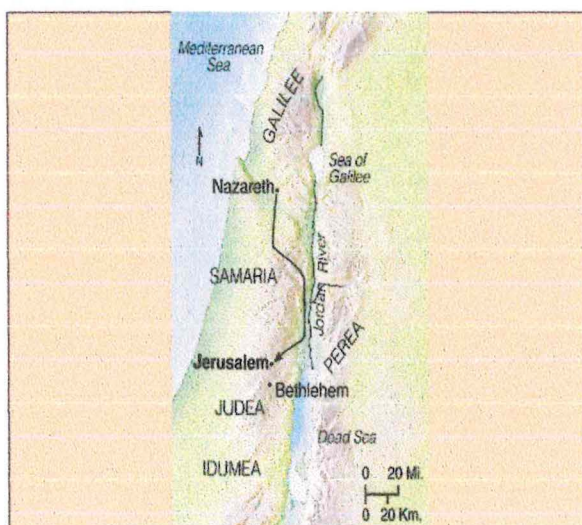 Mediterranean
Sea
GALILEE
N
Sea of
Galilee
Nazareth
Jordan River
SAMARIA
PEREA
Jerusalem
Bethlehem
JUDEA
Dead Sea
IDUMEA
0 20 Mi.
0 20 Km.